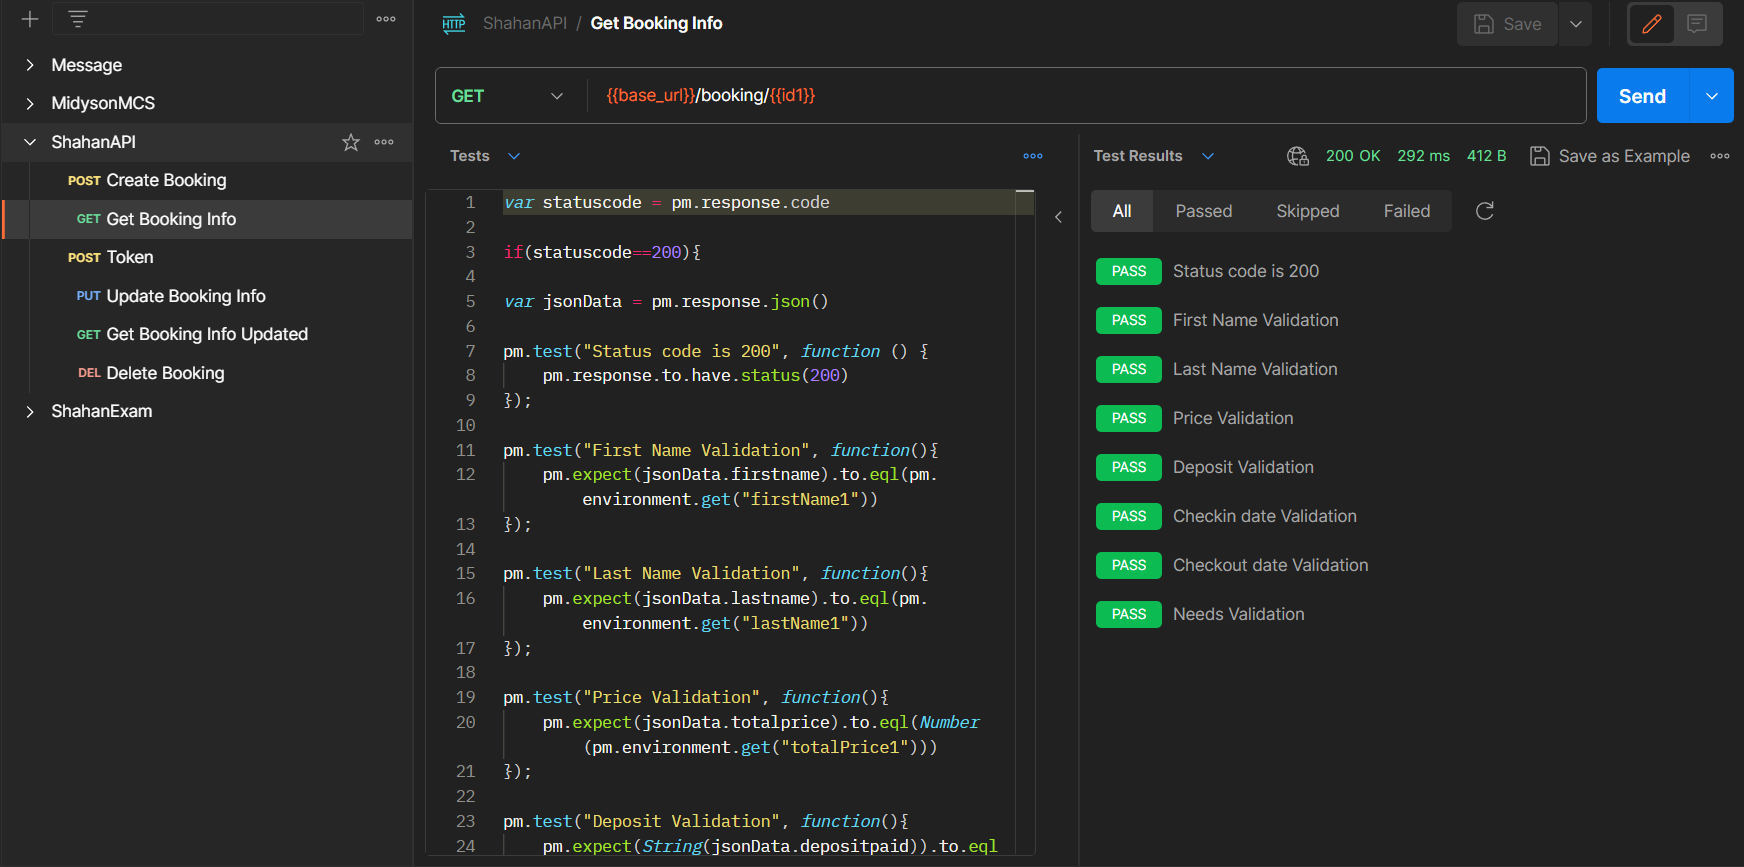 Message
MidysonMCS
ShahanAPI
POST Create Booking
GET Get Booking Info
POST Token
PUT Update Booking Info
GET Get Booking Info Updated
DEL Delete Booking
ShahanExam
HTTP ShahanAPI / Get Booking Info
Save
GET {{base_url}}/booking/{{id1}}
Send
Tests
1 var statuscode = pm.response.code
2
3 if(statuscode==200){
4
5 var jsonData = pm.response.json()
6
7 pm.test("Status code is 200", function () {
8 pm.response.to.have.status(200)
9 });
10
11 pm.test("First Name Validation", function(){
12 pm.expect(jsonData.firstname).to.eql(pm.
environment.get("firstName1"))
13 });
14
15 pm.test("Last Name Validation", function(){
16 pm.expect(jsonData.lastname).to.eql(pm.
environment.get("lastName1"))
17 });
18
19 pm.test("Price Validation", function(){
20 pm.expect(jsonData.totalprice).to.eql(Number
(pm.environment.get("totalPrice1")))
21 });
22
23 pm.test("Deposit Validation", function(){
24 pm.expect(String(jsonData.depositpaid)).to.eql
Test Results
200 OK 292 ms 412 B Save as Example
All Passed Skipped Failed
PASS Status code is 200
PASS First Name Validation
PASS Last Name Validation
PASS Price Validation
PASS Deposit Validation
PASS Checkin date Validation
PASS Checkout date Validation
PASS Needs Validation